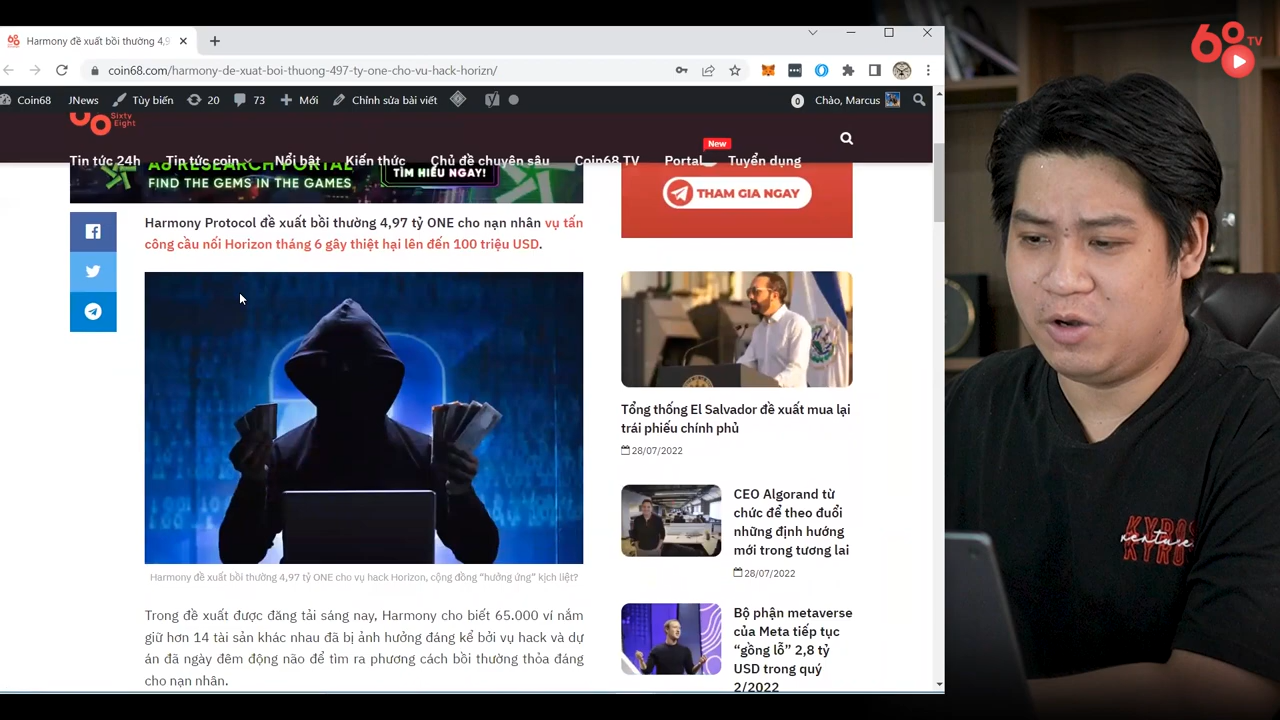 68
TV
Harmony đề xuất bồi thường 4,9
coin68.com/harmony-de-xuat-boi-thuong-497-ty-one-cho-vu-hack-horizn/
Coin68
JNews
Tùy biến
20
73
Mới
Chỉnh sửa bài viết
0
Chào, Marcus
Sixty
Eight
Tin tức 24h
Tin tức coin
Nổi bật
Kiến thức
Chủ đề chuyên sâu
Coin68 TV
Portal
New
Tuyển dụng
A8 RESEARCH PORTAL
FIND THE GEMS IN THE GAMES
TÌM HIỂU NGAY!
THAM GIA NGAY
Harmony Protocol đề xuất bồi thường 4,97 tỷ ONE cho nạn nhân vụ tấn
công cầu nối Horizon tháng 6 gây thiệt hại lên đến 100 triệu USD.
Harmony đề xuất bồi thường 4,97 tỷ ONE cho vụ hack Horizon, cộng đồng “hưởng ứng” kịch liệt?
Trong đề xuất được đăng tải sáng nay, Harmony cho biết 65.000 ví nắm
giữ hơn 14 tài sản khác nhau đã bị ảnh hưởng đáng kể bởi vụ hack và dự
án đã ngày đêm động não để tìm ra phương cách bồi thường thỏa đáng
cho nạn nhân.
Tổng thống El Salvador đề xuất mua lại
trái phiếu chính phủ
28/07/2022
CEO Algorand từ
chức để theo đuổi
những định hướng
mới trong tương lai
28/07/2022
Bộ phận metaverse
của Meta tiếp tục
“gồng lỗ” 2,8 tỷ
USD trong quý
2/2022
KYROS
ventures
KYRO